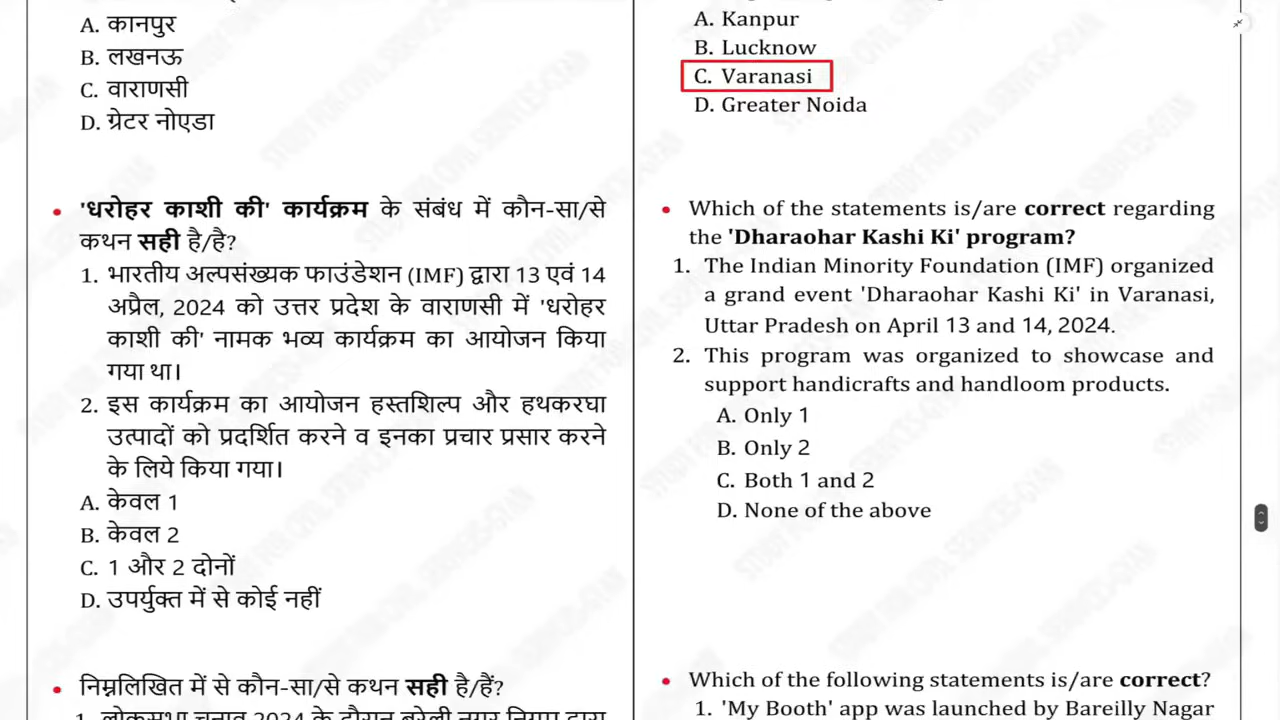 A. कानपुर
B. लखनऊ
C. वाराणसी
D. ग्रेटर नोएडा
'धरोहर काशी की' कार्यक्रम के संबंध में कौन-सा/से
कथन सही है/है?
1. भारतीय अल्पसंख्यक फाउंडेशन (IMF) द्वारा 13 एवं 14
अप्रैल, 2024 को उत्तर प्रदेश के वाराणसी में 'धरोहर
काशी की' नामक भव्य कार्यक्रम का आयोजन किया
गया था।
2. इस कार्यक्रम का आयोजन हस्तशिल्प और हथकरघा
उत्पादों को प्रदर्शित करने व इनका प्रचार प्रसार करने
के लिये किया गया।
A. केवल 1
B. केवल 2
C. 1 और 2 दोनों
D. उपर्युक्त में से कोई नहीं
निम्नलिखित में से कौन-सा/से कथन सही है/हैं?
1. लोकसभा चुनाव 2024 के दौरान बरेली नगर निगम द्वारा
A. Kanpur
B. Lucknow
C. Varanasi
D. Greater Noida
Which of the statements is/are correct regarding
the 'Dharaohar Kashi Ki' program?
1. The Indian Minority Foundation (IMF) organized
a grand event 'Dharaohar Kashi Ki' in Varanasi,
Uttar Pradesh on April 13 and 14, 2024.
2. This program was organized to showcase and
support handicrafts and handloom products.
A. Only 1
B. Only 2
C. Both 1 and 2
D. None of the above
Which of the following statements is/are correct?
1. 'My Booth' app was launched by Bareilly Nagar